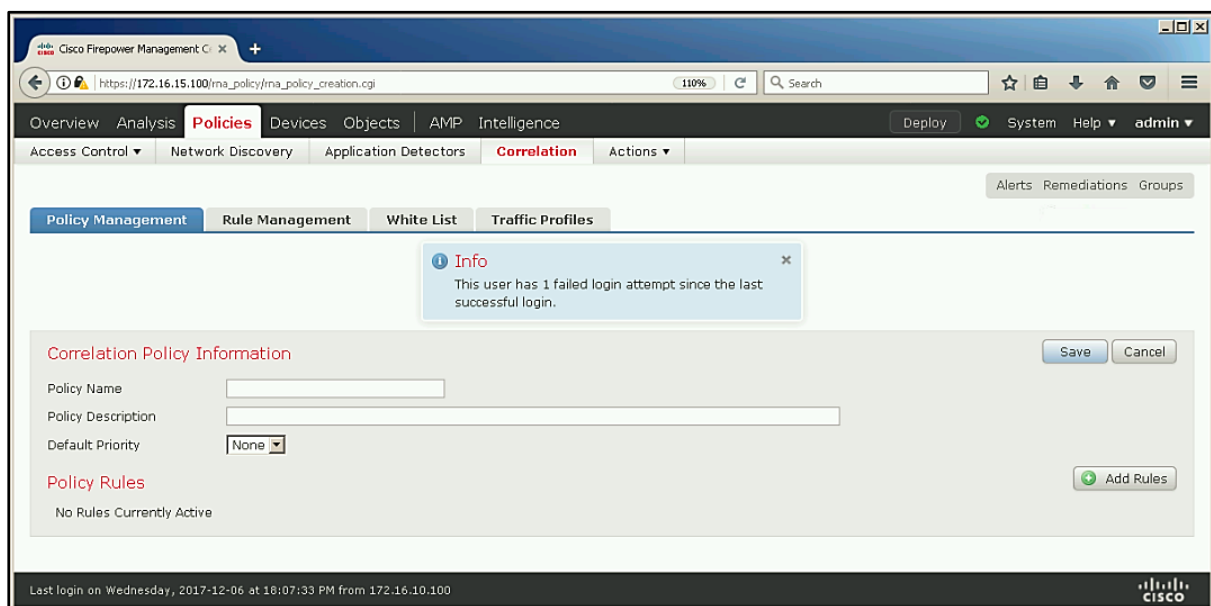 cisco Cisco Firepower Management C
https://172.16.15.100/rna_policy/rna_policy_creation.cgi 110% Search
Overview Analysis Policies Devices Objects AMP Intelligence Deploy System Help admin
Access Control Network Discovery Application Detectors Correlation Actions
Alerts Remediations Groups
Policy Management Rule Management White List Traffic Profiles
Info
This user has 1 failed login attempt since the last
successful login.
Correlation Policy Information Save Cancel
Policy Name
Policy Description
Default Priority None
Policy Rules Add Rules
No Rules Currently Active
Last login on Wednesday, 2017-12-06 at 18:07:33 PM from 172.16.10.100 CISCO